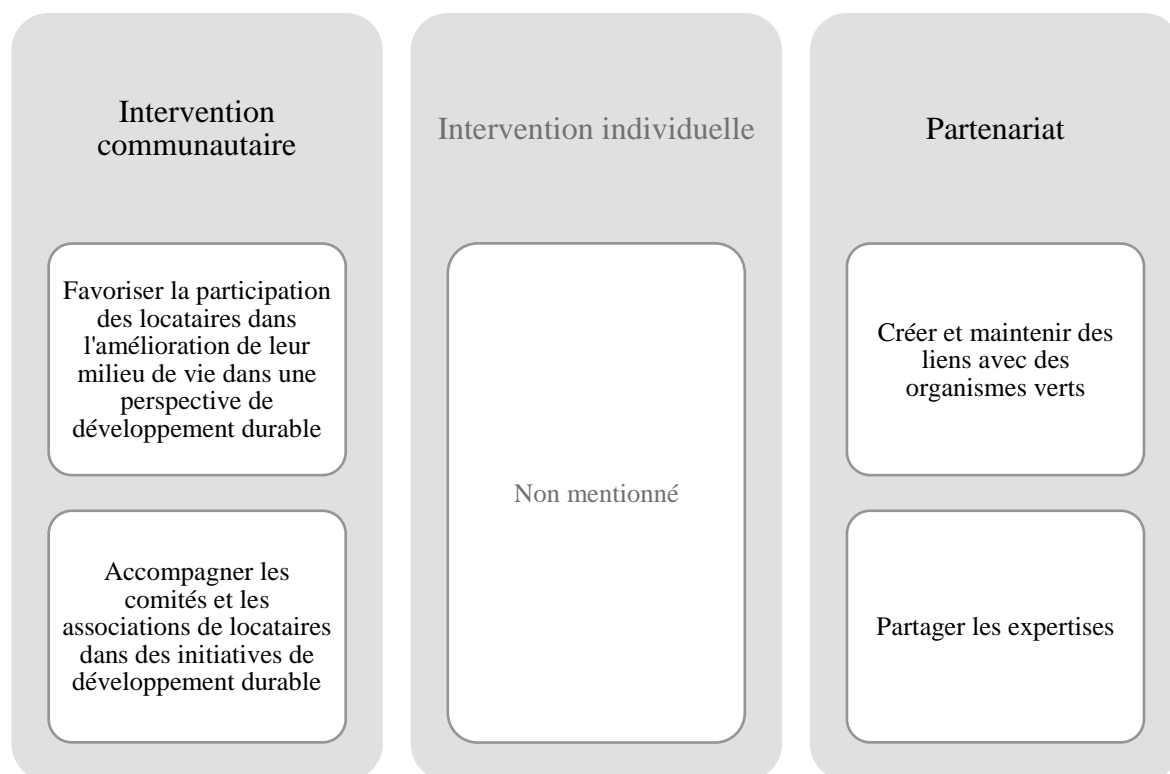 Intervention
communautaire
Favoriser la participation
des locataires dans
l'amélioration de leur
milieu de vie dans une
perspective de
développement durable
Accompagner les
comités et les
associations de locataires
dans des initiatives de
développement durable
Intervention individuelle
Non mentionné
Partenariat
Créer et maintenir des
liens avec des
organismes verts
Partager les expertises